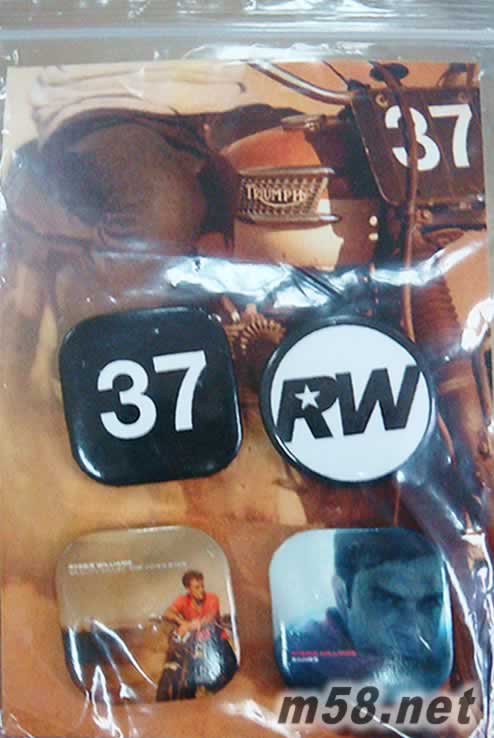 37
TRIUMPH
37
RW
ROBBIE WILLIAMS
ROBBIE WILLIAMS
m58.net